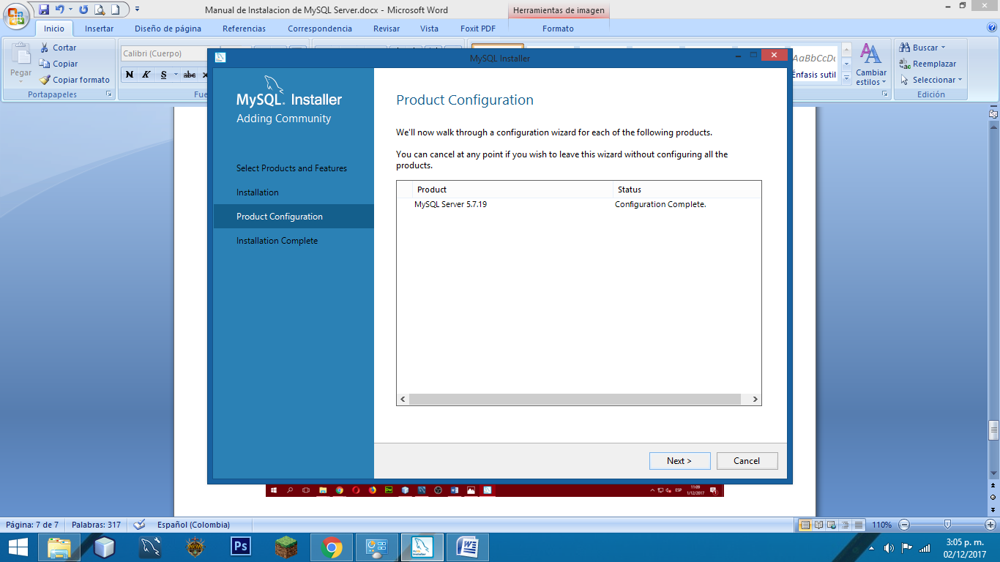 Manual de Instalacion de MySQL Server.docx - Microsoft Word
Herramientas de imagen
Inicio
Insertar
Diseño de página
Referencias
Correspondencia
Revisar
Vista
Foxit PDF
Formato
Pegar
Cortar
Copiar
Copiar formato
Portapapeles
Calibri (Cuerpo)
N K S abc
Fue
AaBbCcDc
Énfasis sutil
Cambiar
estilos
Buscar
Reemplazar
Seleccionar
Edición
MySQL Installer
MySQL. Installer
Adding Community
Select Products and Features
Installation
Product Configuration
Installation Complete
Product Configuration
We'll now walk through a configuration wizard for each of the following products.
You can cancel at any point if you wish to leave this wizard without configuring all the
products.
Product Status
MySQL Server 5.7.19 Configuration Complete.
Next >
Cancel
ESP
11:09
1/12/2017
Página: 7 de 7
Palabras: 317
Español (Colombia)
110%
Ps
MySQL
Installer
W
3:05 p. m.
02/12/2017